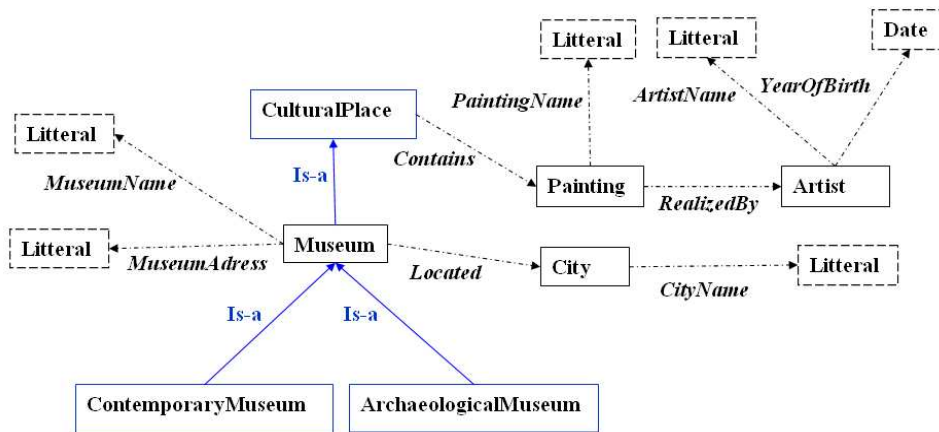 Litteral
Litteral
Date
PaintingName
ArtistName
YearOfBirth
CulturalPlace
Litteral
Contains
MuseumName
Is-a
Painting
RealizedBy
Artist
Litteral
MuseumAdress
Museum
Located
City
CityName
Litteral
Is-a
Is-a
ContemporaryMuseum
ArchaeologicalMuseum